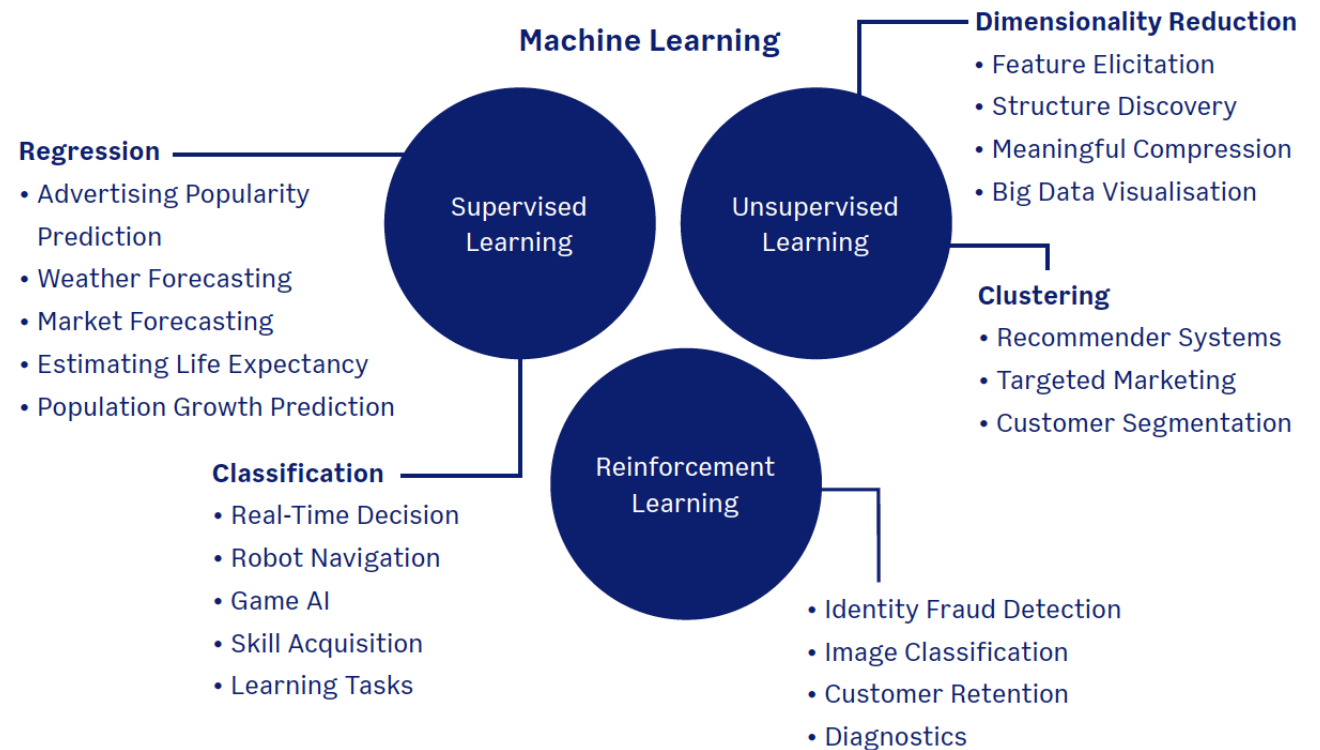 Machine Learning
Regression
• Advertising Popularity
Prediction
• Weather Forecasting
• Market Forecasting
• Estimating Life Expectancy
• Population Growth Prediction
Supervised
Learning
Classification
• Real-Time Decision
• Robot Navigation
• Game AI
• Skill Acquisition
• Learning Tasks
Unsupervised
Learning
Dimensionality Reduction
• Feature Elicitation
• Structure Discovery
• Meaningful Compression
• Big Data Visualisation
Clustering
• Recommender Systems
• Targeted Marketing
• Customer Segmentation
Reinforcement
Learning
• Identity Fraud Detection
• Image Classification
• Customer Retention
• Diagnostics